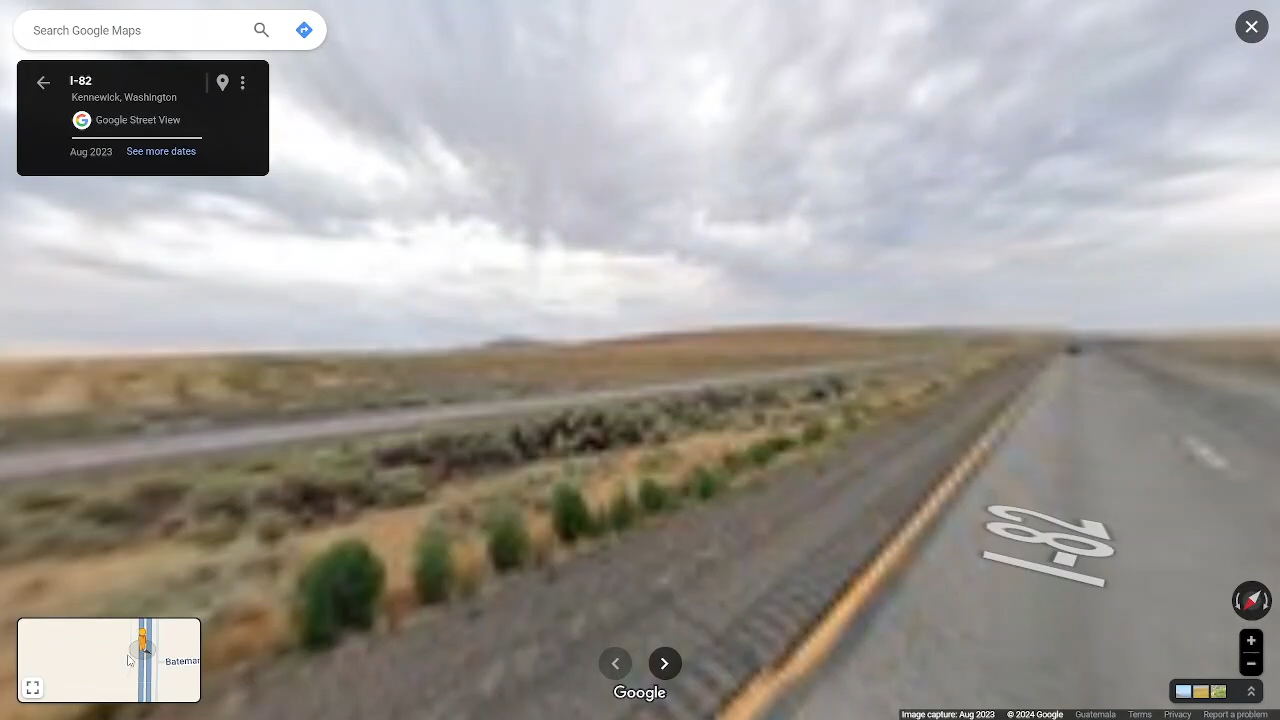 Search Google Maps
I-82
Kennewick, Washington
Google Street View
Aug 2023 See more dates
I-82
Google
Image capture: Aug 2023 © 2024 Google Guatemala Terms Privacy Report a problem